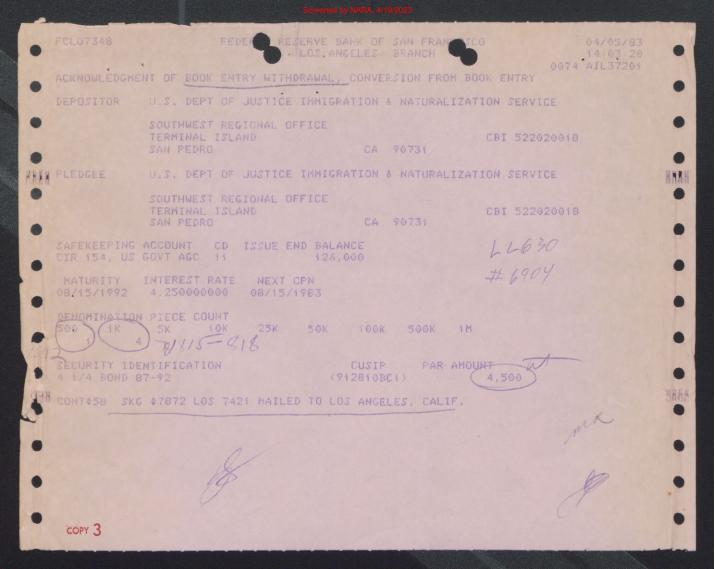 Screened by NARA, 4/19/2023
FCL07348 FEDERAL RESERVE BANK OF SAN FRANCISCO 04/05/83
LOS ANGELES BRANCH 14 03 20
0074 AIL37201
ACKNOWLEDGMENT OF BOOK ENTRY WITHDRAWAL, CONVERSION FROM BOOK ENTRY
DEPOSITOR U.S. DEPT OF JUSTICE IMMIGRATION & NATURALIZATION SERVICE
SOUTHWEST REGIONAL OFFICE
TERMINAL ISLAND CBI 522020018
SAN PEDRO CA 90731
PLEDGEE U.S. DEPT OF JUSTICE IMMIGRATION & NATURALIZATION SERVICE
SOUTHWEST REGIONAL OFFICE
TERMINAL ISLAND CBI 522020018
SAN PEDRO CA 90731
SAFEKEEPING ACCOUNT CD ISSUE END BALANCE
CIR 154, US GOVT AGC 11 126,000
LL630
#6904
MATURITY INTEREST RATE NEXT CPN
08/15/1992 4.250000000 08/15/1983
DENOMINATION PIECE COUNT
500 1K 5K 10K 25K 50K 100K 500K 1M
1 4
SECURITY IDENTIFICATION CUSIP PAR AMOUNT
4 1/4 BOND 87-92 (912810BC1) 4,500
CONT#58 SKG #7872 LOS 7421 MAILED TO LOS ANGELES, CALIF.
COPY 3